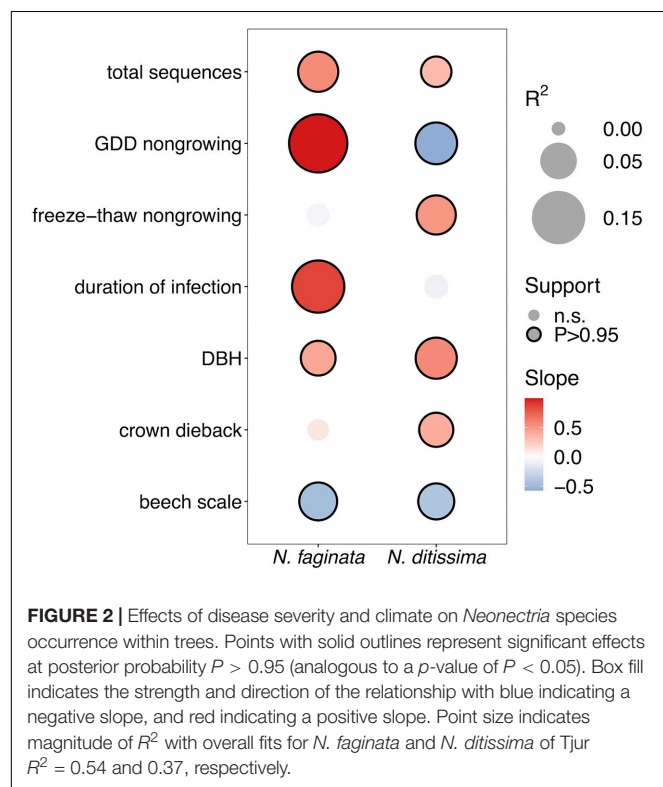 total sequences
GDD nongrowing
freeze−thaw nongrowing
duration of infection
DBH
crown dieback
beech scale
N. faginata N. ditissima
R²
0.00
0.05
0.15
Support
n.s.
P>0.95
Slope
0.5
0.0
−0.5
FIGURE 2 | Effects of disease severity and climate on Neonectria species
occurrence within trees. Points with solid outlines represent significant effects
at posterior probability P > 0.95 (analogous to a p-value of P < 0.05). Box fill
indicates the strength and direction of the relationship with blue indicating a
negative slope, and red indicating a positive slope. Point size indicates
magnitude of R² with overall fits for N. faginata and N. ditissima of Tjur
R² = 0.54 and 0.37, respectively.